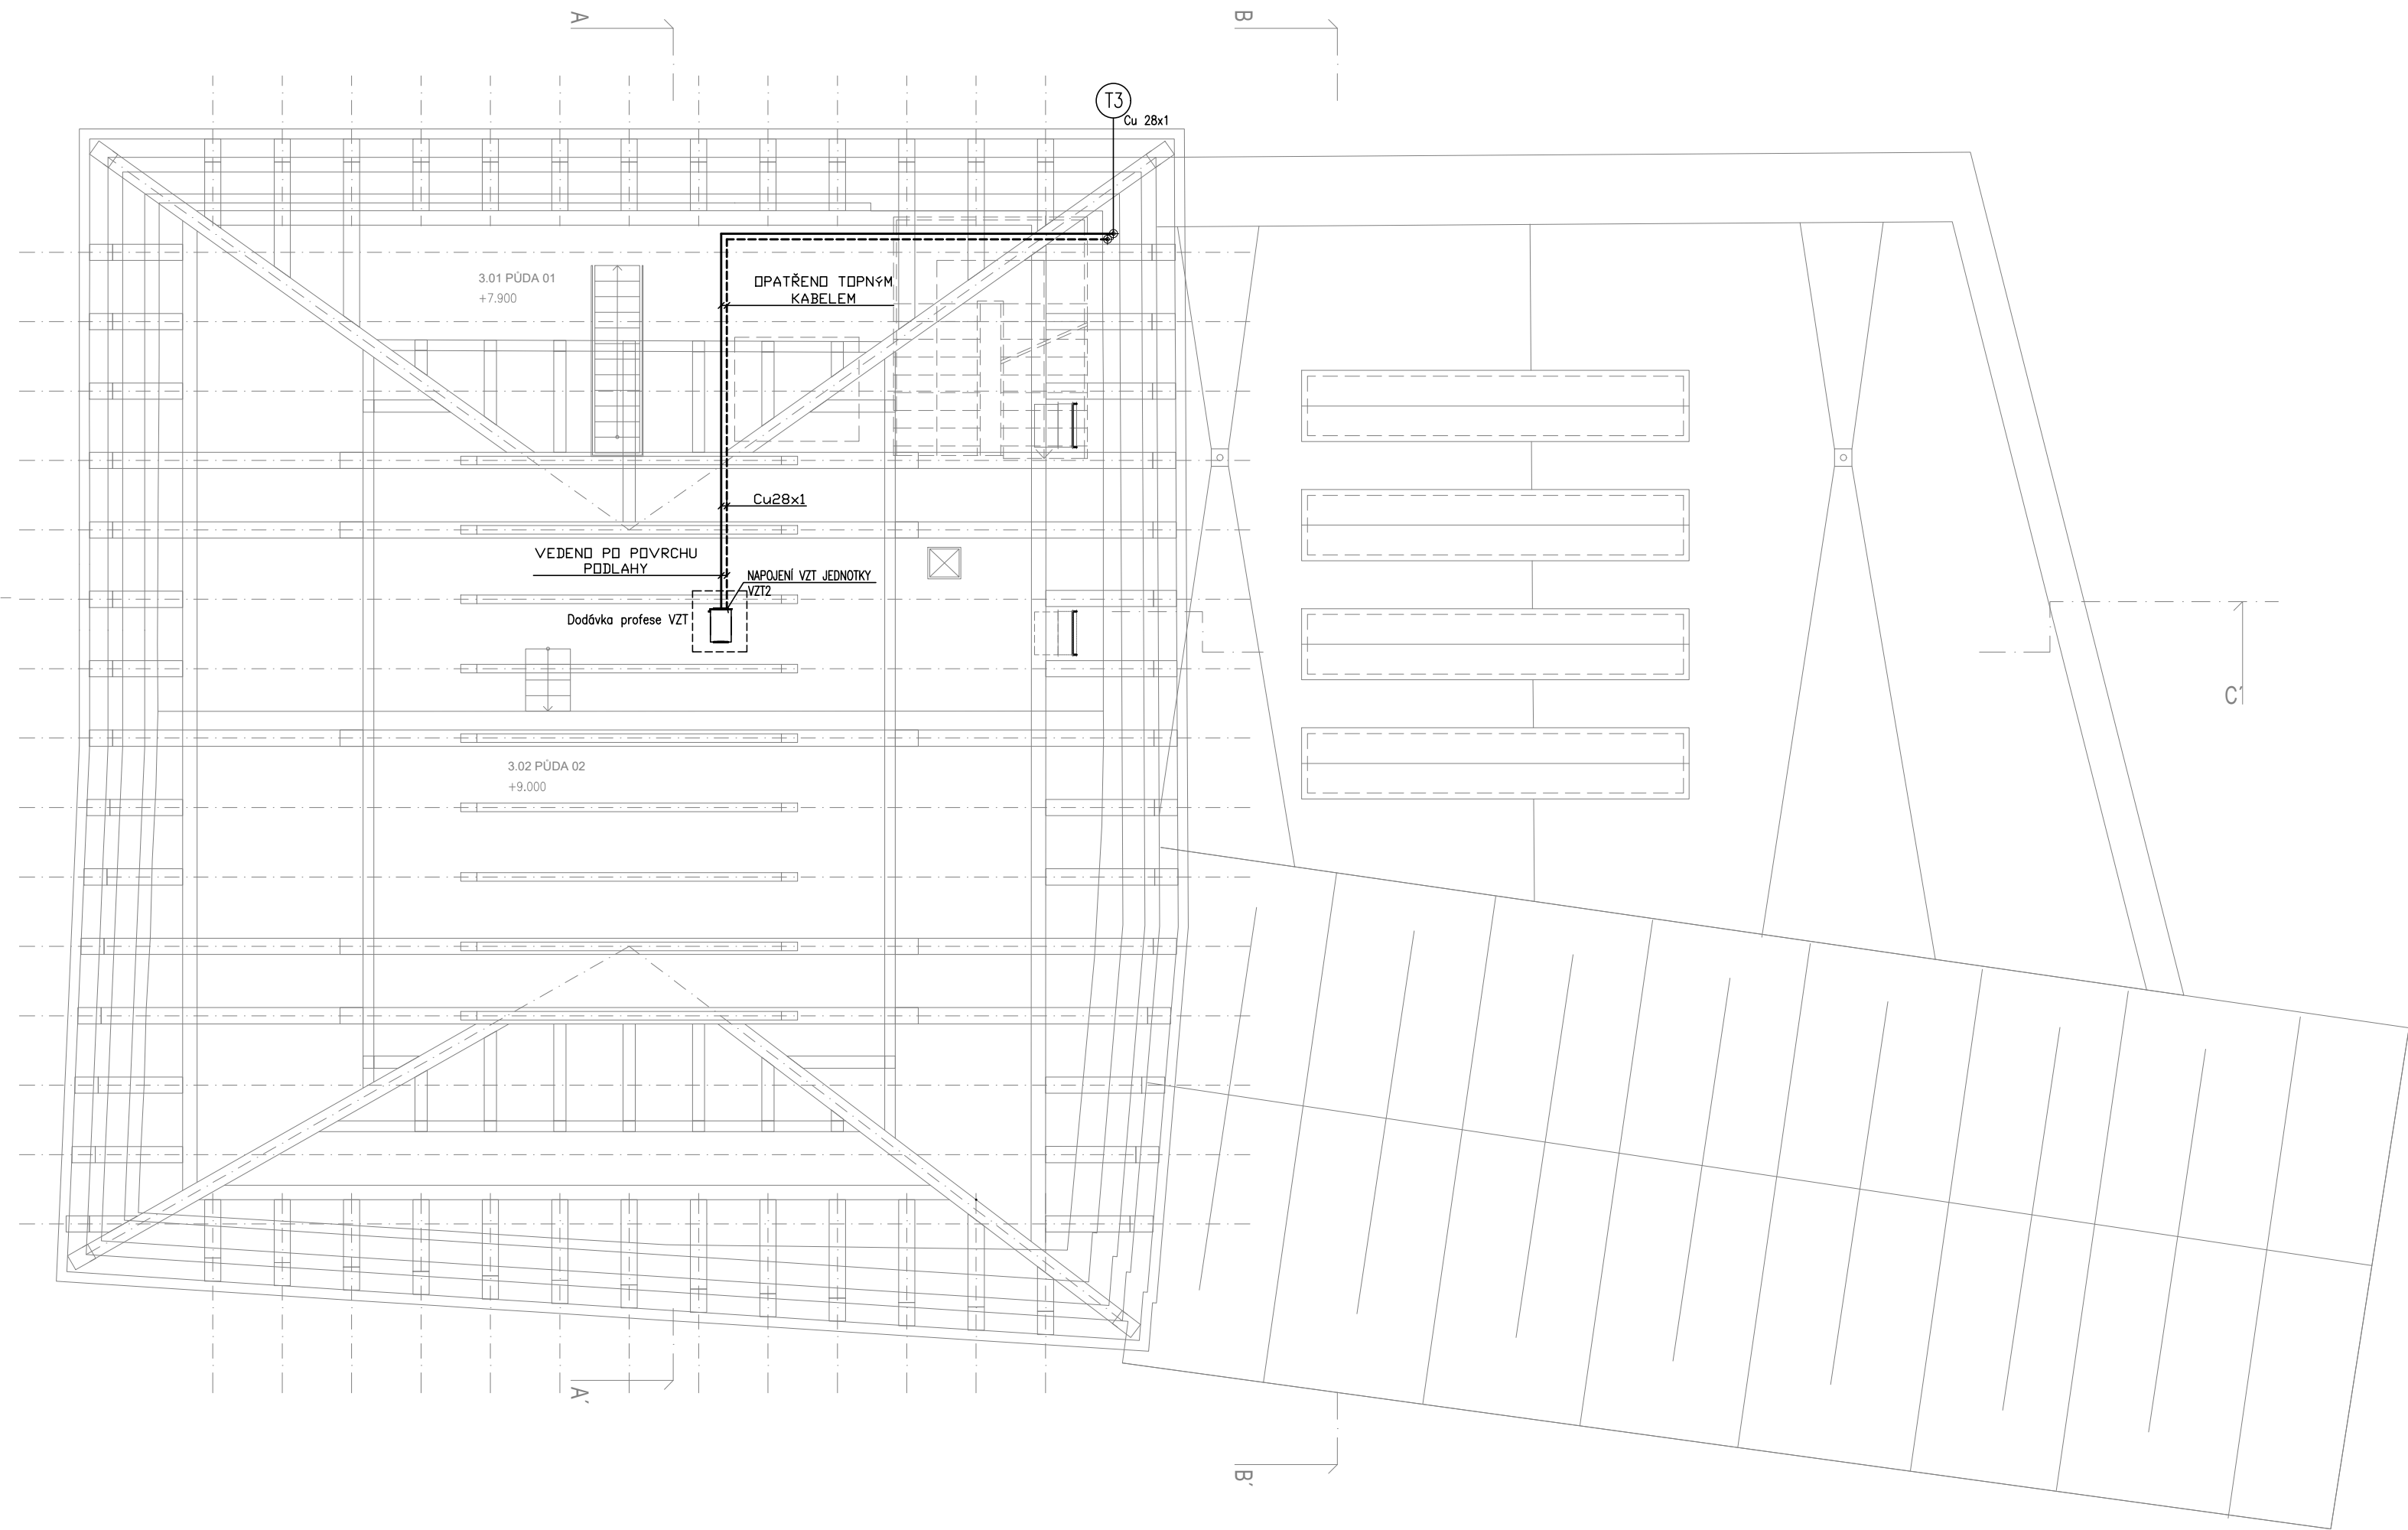 A
B
T3
Cu 28x1
3.01 PŮDA 01
+7.900
OPATŘENO TOPNÝM
KABELEM
Cu28x1
VEDENO PO POVRCHU
PODLAHY
NAPOJENÍ VZT JEDNOTKY
VZT2
Dodávka profese VZT
C´
3.02 PŮDA 02
+9.000
A´
B´